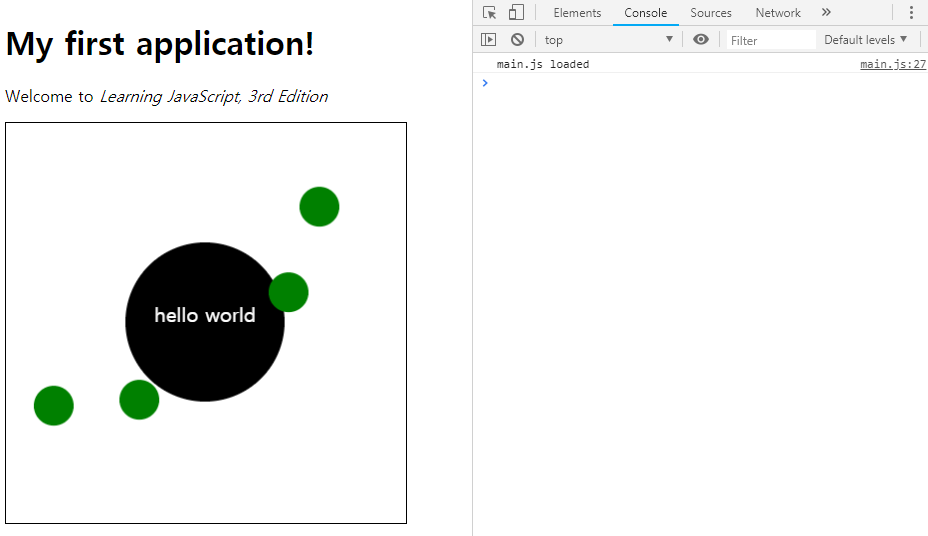 My first application!
Welcome to Learning JavaScript, 3rd Edition
hello world
Elements Console Sources Network »
top Filter Default levels
main.js loaded main.js:27